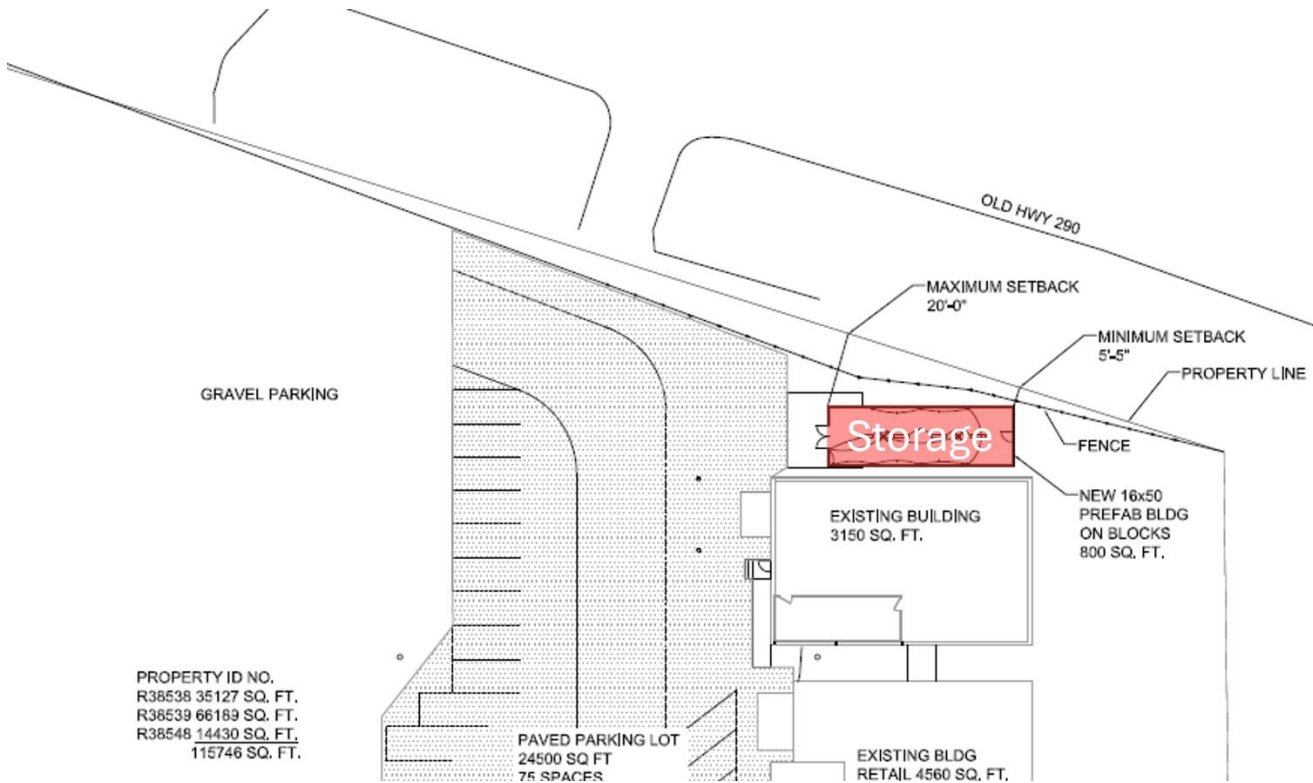 OLD HWY 290
MAXIMUM SETBACK
20'-0"
MINIMUM SETBACK
5'-5"
PROPERTY LINE
GRAVEL PARKING
Storage
FENCE
NEW 16x50
PREFAB BLDG
ON BLOCKS
800 SQ. FT.
EXISTING BUILDING
3150 SQ. FT.
PROPERTY ID NO.
R38538 35127 SQ. FT.
R38539 66189 SQ. FT.
R38548 14430 SQ. FT.
115746 SQ. FT.
PAVED PARKING LOT
24500 SQ FT
75 SPACES
EXISTING BLDG
RETAIL 4560 SQ. FT.